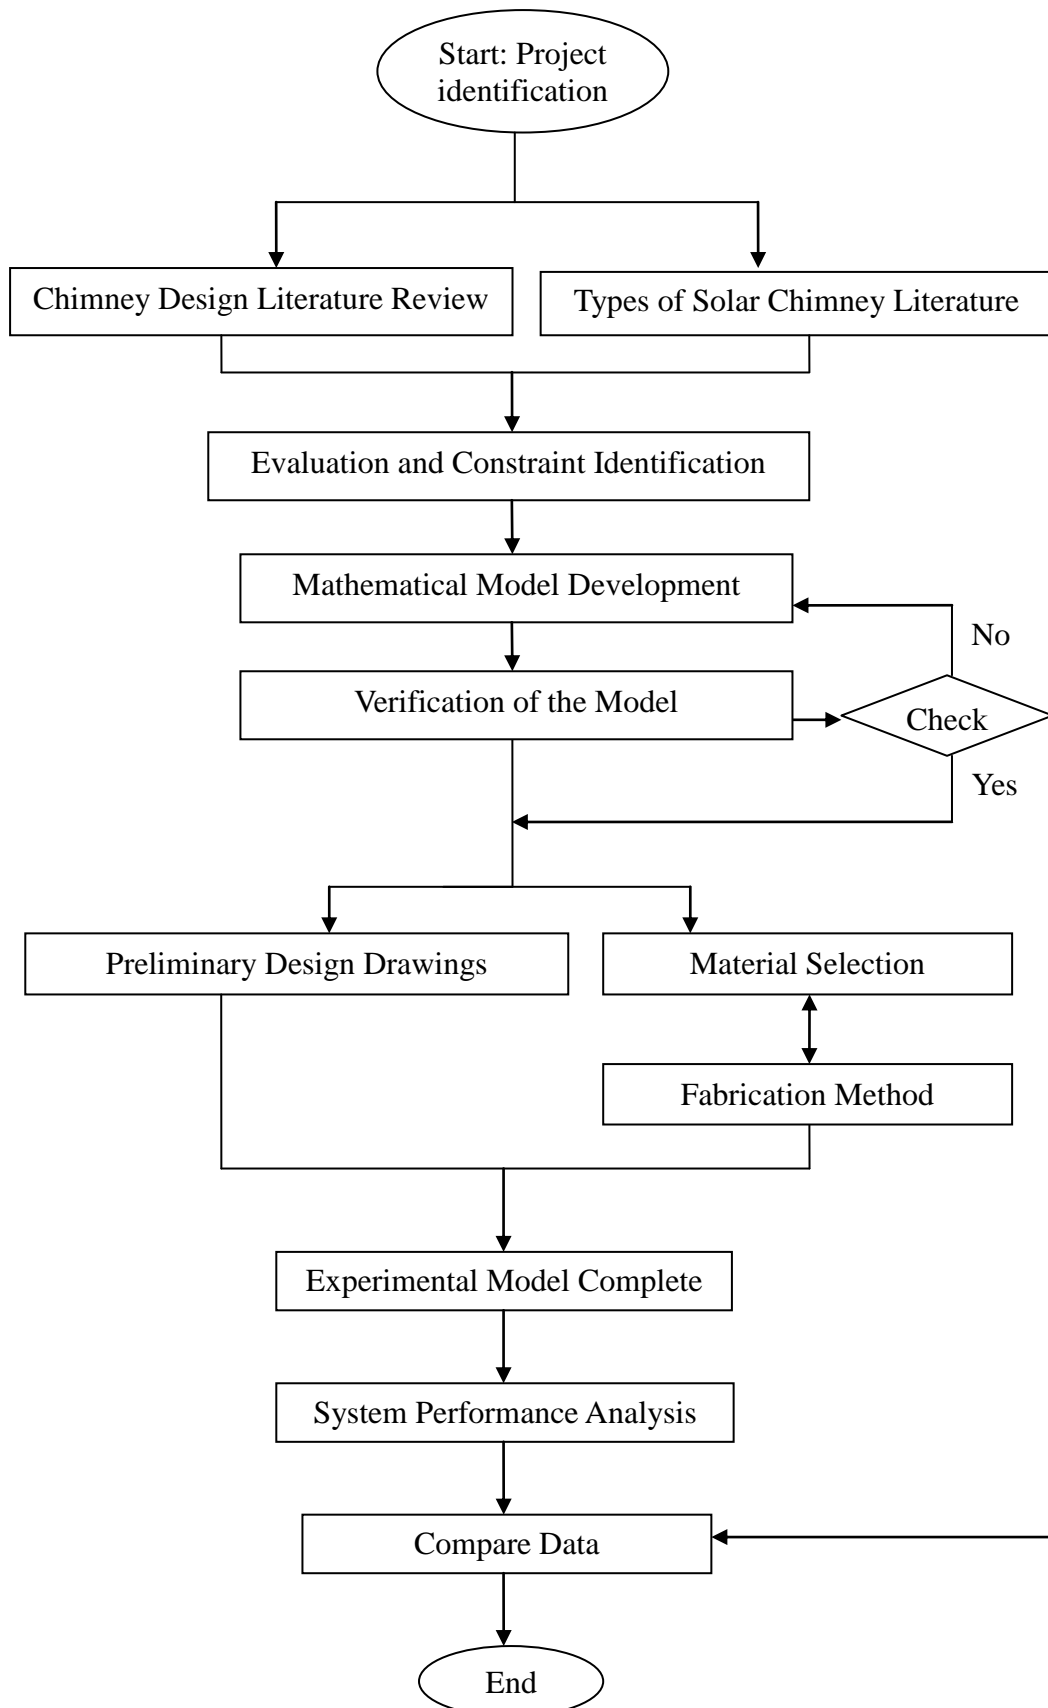 Start: Project
identification
Chimney Design Literature Review
Types of Solar Chimney Literature
Evaluation and Constraint Identification
Mathematical Model Development
No
Verification of the Model
Check
Yes
Preliminary Design Drawings
Material Selection
Fabrication Method
Experimental Model Complete
System Performance Analysis
Compare Data
End